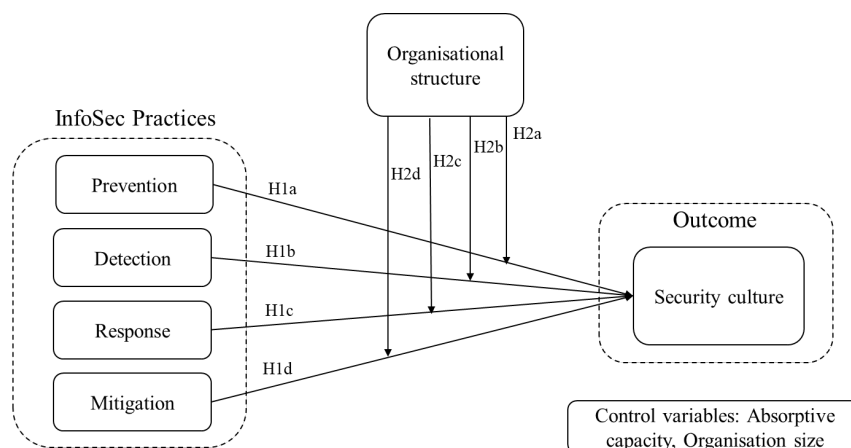 Organisational
structure
InfoSec Practices
H2a
H2b
H2c
H2d
Prevention
H1a
Outcome
Detection
H1b
Security culture
Response
H1c
H1d
Mitigation
Control variables: Absorptive
capacity, Organisation size